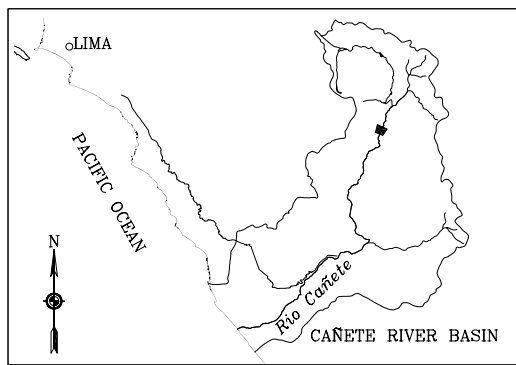 LIMA
PACIFIC OCEAN
N
Rio Cañete
CAÑETE RIVER BASIN